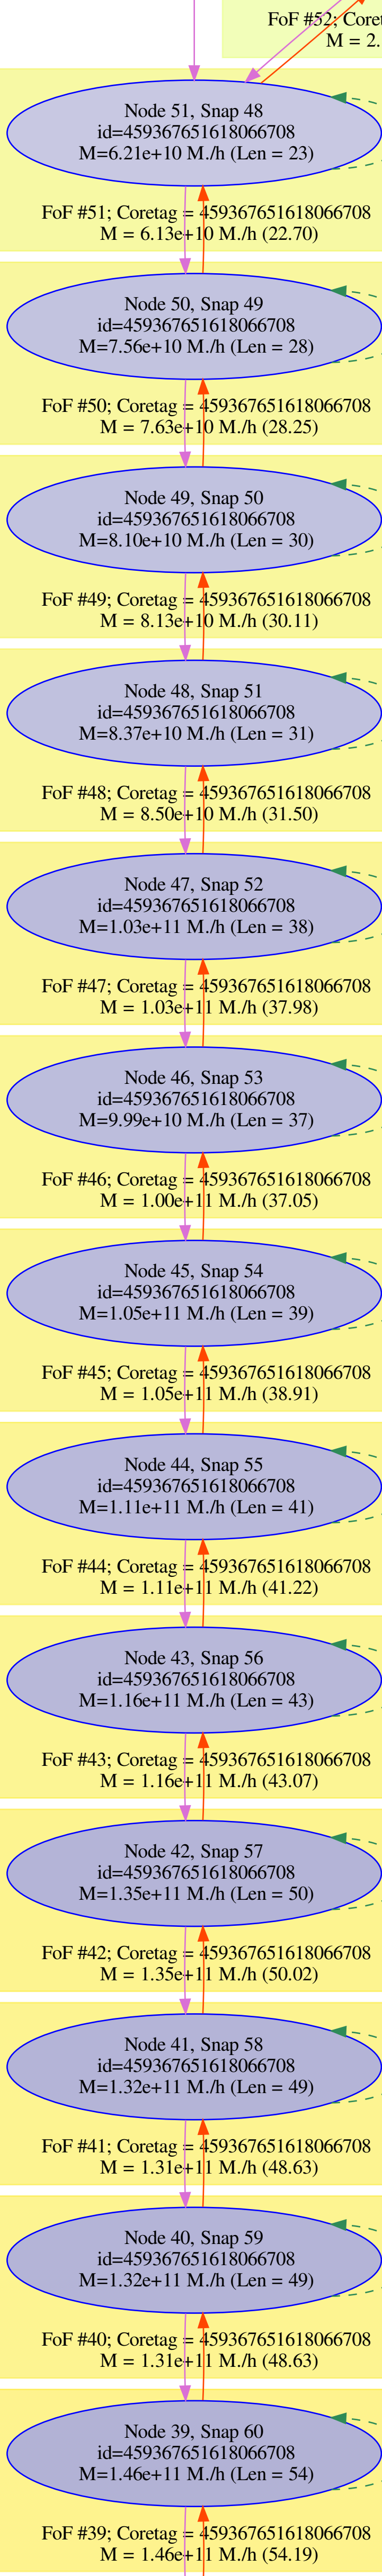 FoF #52; Coret
M = 2.
Node 51, Snap 48
id=459367651618066708
M=6.21e+10 M./h (Len = 23)
FoF #51; Coretag = 459367651618066708
M = 6.13e+10 M./h (22.70)
Node 50, Snap 49
id=459367651618066708
M=7.56e+10 M./h (Len = 28)
FoF #50; Coretag = 459367651618066708
M = 7.63e+10 M./h (28.25)
Node 49, Snap 50
id=459367651618066708
M=8.10e+10 M./h (Len = 30)
FoF #49; Coretag = 459367651618066708
M = 8.13e+10 M./h (30.11)
Node 48, Snap 51
id=459367651618066708
M=8.37e+10 M./h (Len = 31)
FoF #48; Coretag = 459367651618066708
M = 8.50e+10 M./h (31.50)
Node 47, Snap 52
id=459367651618066708
M=1.03e+11 M./h (Len = 38)
FoF #47; Coretag = 459367651618066708
M = 1.03e+11 M./h (37.98)
Node 46, Snap 53
id=459367651618066708
M=9.99e+10 M./h (Len = 37)
FoF #46; Coretag = 459367651618066708
M = 1.00e+11 M./h (37.05)
Node 45, Snap 54
id=459367651618066708
M=1.05e+11 M./h (Len = 39)
FoF #45; Coretag = 459367651618066708
M = 1.05e+11 M./h (38.91)
Node 44, Snap 55
id=459367651618066708
M=1.11e+11 M./h (Len = 41)
FoF #44; Coretag = 459367651618066708
M = 1.11e+11 M./h (41.22)
Node 43, Snap 56
id=459367651618066708
M=1.16e+11 M./h (Len = 43)
FoF #43; Coretag = 459367651618066708
M = 1.16e+11 M./h (43.07)
Node 42, Snap 57
id=459367651618066708
M=1.35e+11 M./h (Len = 50)
FoF #42; Coretag = 459367651618066708
M = 1.35e+11 M./h (50.02)
Node 41, Snap 58
id=459367651618066708
M=1.32e+11 M./h (Len = 49)
FoF #41; Coretag = 459367651618066708
M = 1.31e+11 M./h (48.63)
Node 40, Snap 59
id=459367651618066708
M=1.32e+11 M./h (Len = 49)
FoF #40; Coretag = 459367651618066708
M = 1.31e+11 M./h (48.63)
Node 39, Snap 60
id=459367651618066708
M=1.46e+11 M./h (Len = 54)
FoF #39; Coretag = 459367651618066708
M = 1.46e+11 M./h (54.19)